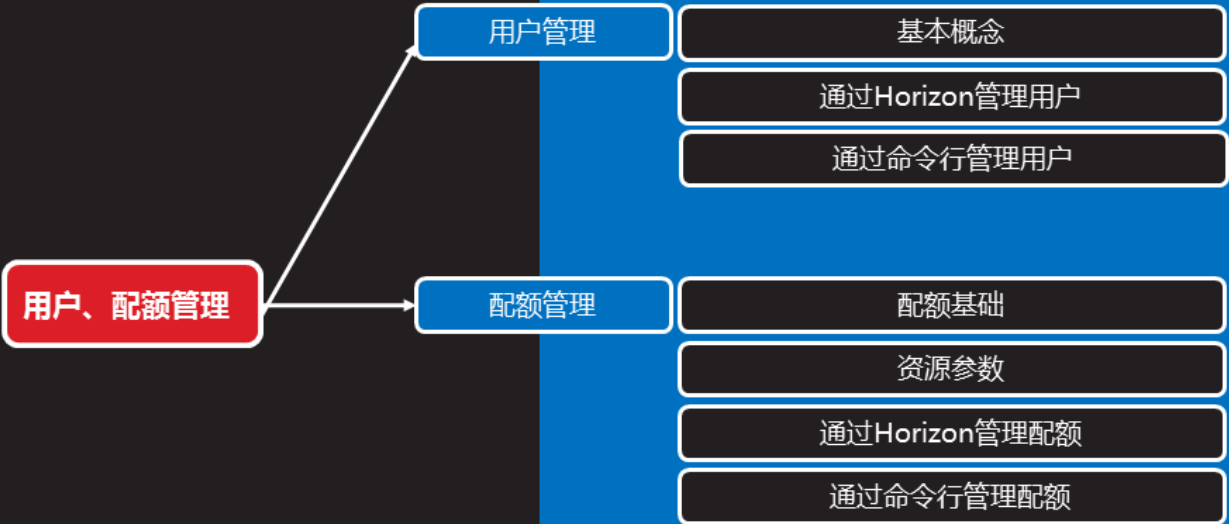 用户管理
基本概念
通过Horizon管理用户
通过命令行管理用户
用户、配额管理
配额管理
配额基础
资源参数
通过Horizon管理配额
通过命令行管理配额